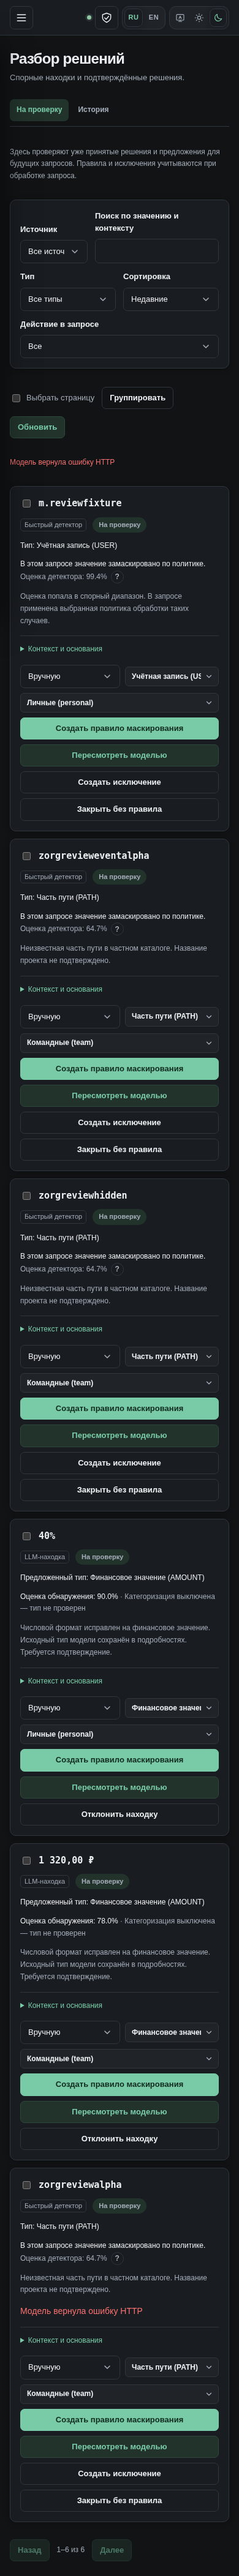 RU EN
Разбор решений
Спорные находки и подтверждённые решения.
На проверку История
Здесь проверяют уже принятые решения и предложения для
будущих запросов. Правила и исключения учитываются при
обработке запроса.
Поиск по значению и
контексту
Источник
Все источ
Тип Сортировка
Все типы Недавние
Действие в запросе
Все
Выбрать страницу Группировать
Обновить
Модель вернула ошибку HTTP
m.reviewfixture
Быстрый детектор На проверку
Тип: Учётная запись (USER)
В этом запросе значение замаскировано по политике.
Оценка детектора: 99.4% ?
Оценка попала в спорный диапазон. В запросе
применена выбранная политика обработки таких
случаев.
Контекст и основания
Вручную Учётная запись (US
Личные (personal)
Создать правило маскирования
Пересмотреть моделью
Создать исключение
Закрыть без правила
zorgrevieweventalpha
Быстрый детектор На проверку
Тип: Часть пути (PATH)
В этом запросе значение замаскировано по политике.
Оценка детектора: 64.7% ?
Неизвестная часть пути в частном каталоге. Название
проекта не подтверждено.
Контекст и основания
Вручную Часть пути (PATH)
Командные (team)
Создать правило маскирования
Пересмотреть моделью
Создать исключение
Закрыть без правила
zorgreviewhidden
Быстрый детектор На проверку
Тип: Часть пути (PATH)
В этом запросе значение замаскировано по политике.
Оценка детектора: 64.7% ?
Неизвестная часть пути в частном каталоге. Название
проекта не подтверждено.
Контекст и основания
Вручную Часть пути (PATH)
Командные (team)
Создать правило маскирования
Пересмотреть моделью
Создать исключение
Закрыть без правила
40%
LLM-находка На проверку
Предложенный тип: Финансовое значение (AMOUNT)
Оценка обнаружения: 90.0% · Категоризация выключена
— тип не проверен
Числовой формат исправлен на финансовое значение.
Исходный тип модели сохранён в подробностях.
Требуется подтверждение.
Контекст и основания
Вручную Финансовое значен
Личные (personal)
Создать правило маскирования
Пересмотреть моделью
Отклонить находку
1 320,00 ₽
LLM-находка На проверку
Предложенный тип: Финансовое значение (AMOUNT)
Оценка обнаружения: 78.0% · Категоризация выключена
— тип не проверен
Числовой формат исправлен на финансовое значение.
Исходный тип модели сохранён в подробностях.
Требуется подтверждение.
Контекст и основания
Вручную Финансовое значен
Командные (team)
Создать правило маскирования
Пересмотреть моделью
Отклонить находку
zorgreviewalpha
Быстрый детектор На проверку
Тип: Часть пути (PATH)
В этом запросе значение замаскировано по политике.
Оценка детектора: 64.7% ?
Неизвестная часть пути в частном каталоге. Название
проекта не подтверждено.
Модель вернула ошибку HTTP
Контекст и основания
Вручную Часть пути (PATH)
Командные (team)
Создать правило маскирования
Пересмотреть моделью
Создать исключение
Закрыть без правила
Назад 1–6 из 6 Далее